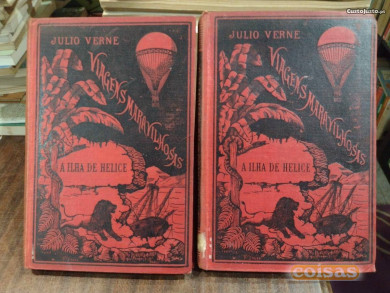 JULIO VERNE
VIAGENS MARAVILHOSAS
A ILHA DE HELICE
JULIO VERNE
VIAGENS MARAVILHOSAS
A ILHA DE HELICE
CustoJusto.pt
coisas